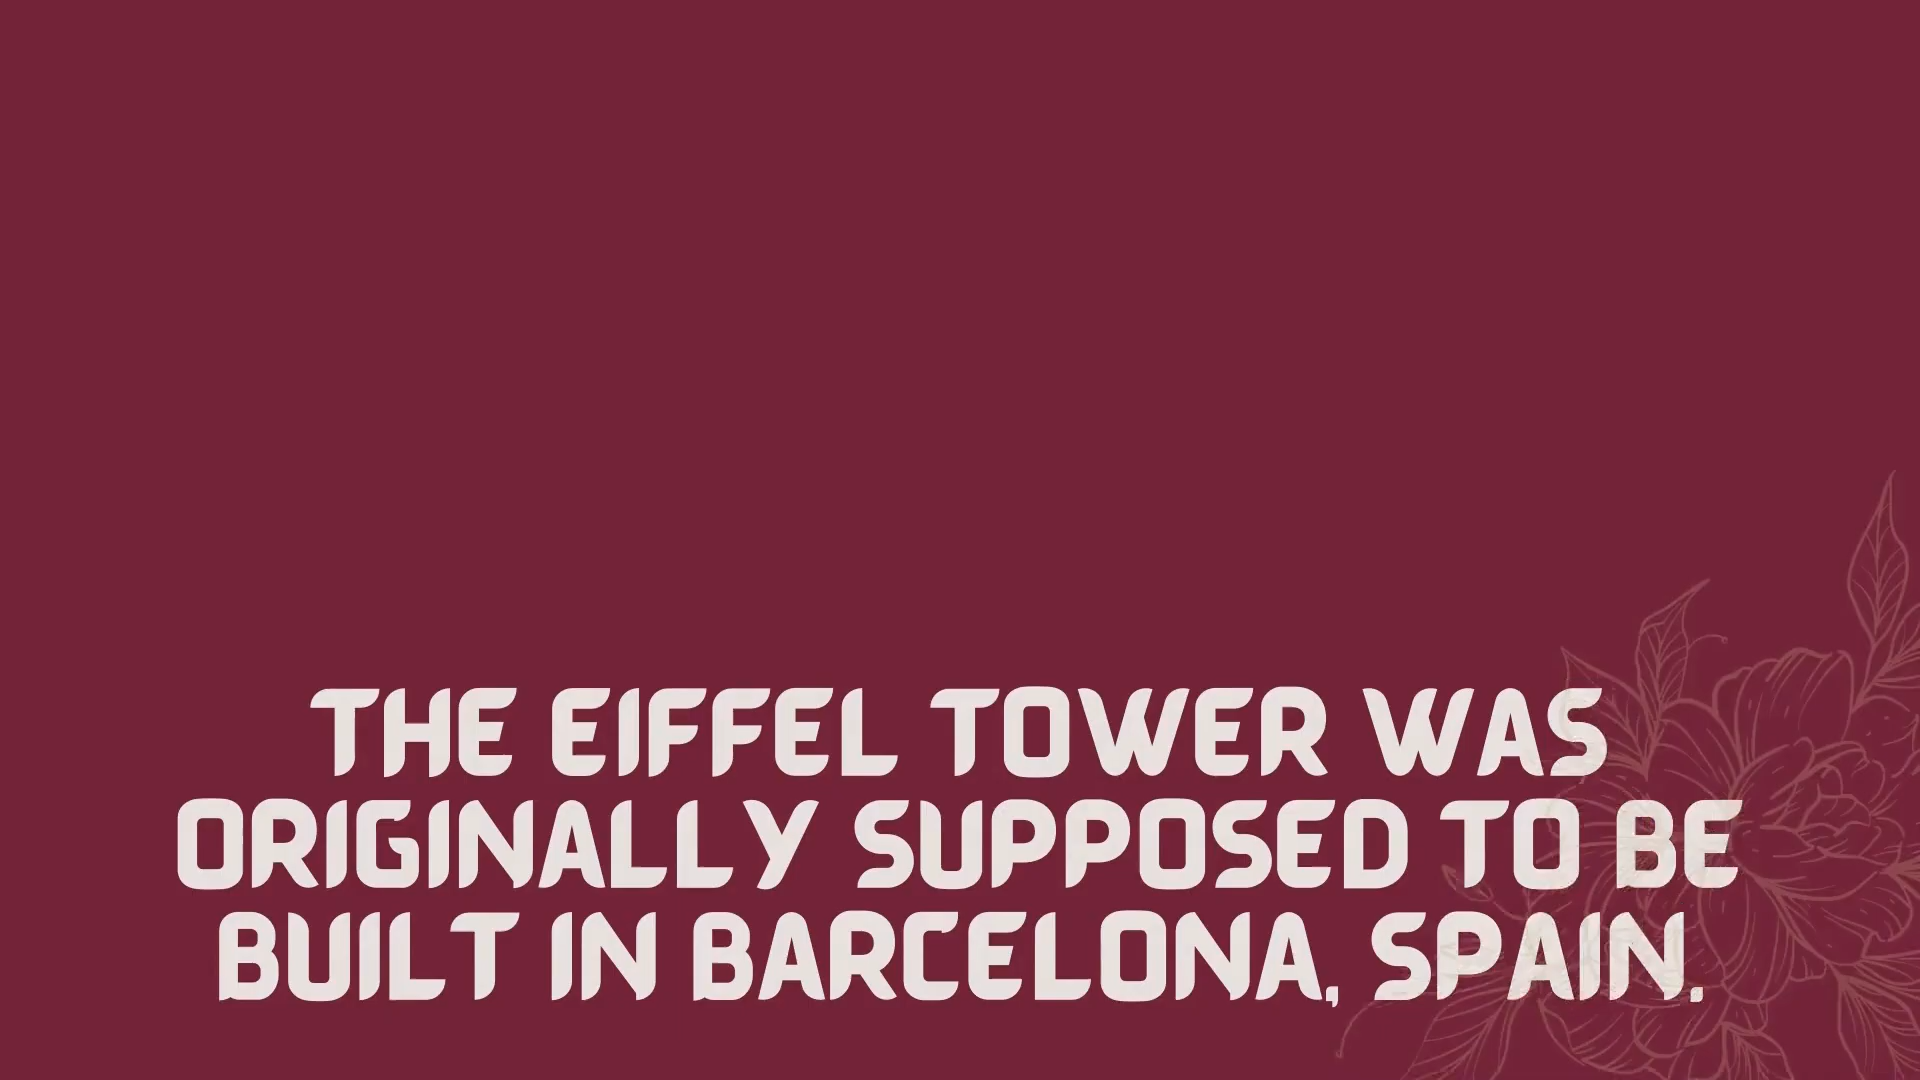 THE EIFFEL TOWER WAS
ORIGINALLY SUPPOSED TO BE
BUILT IN BARCELONA, SPAIN.